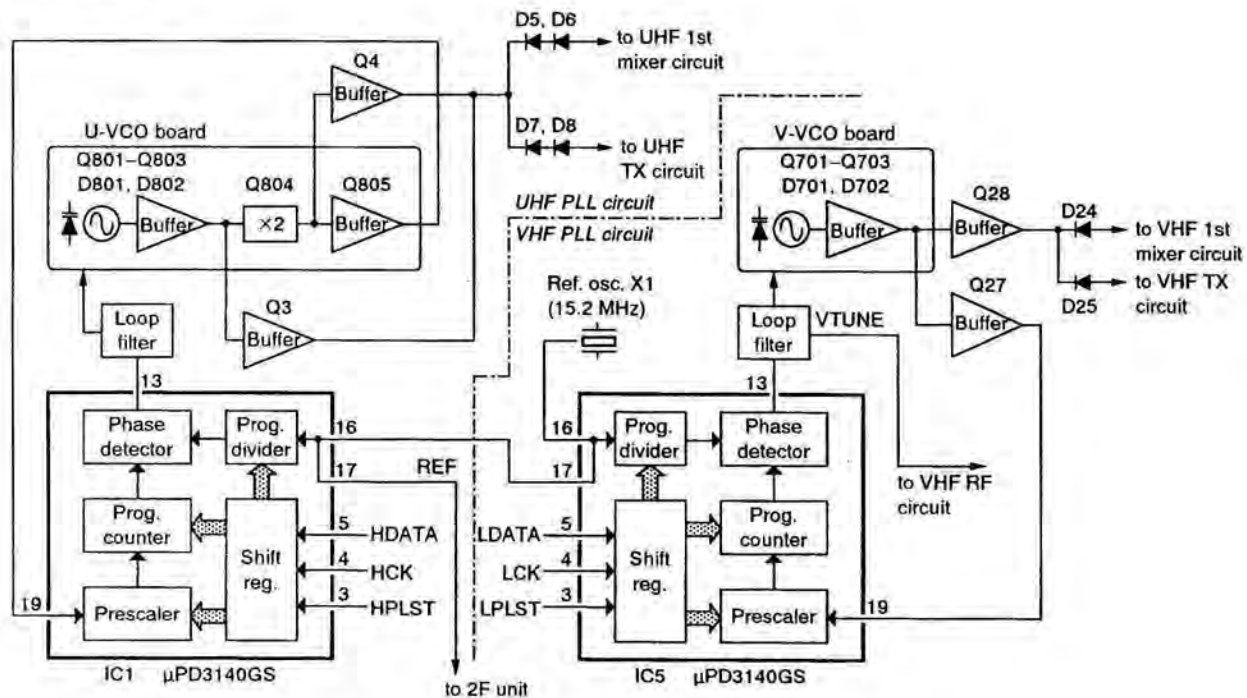 D5, D6
to UHF 1st
mixer circuit
Q4
Buffer
D7, D8
to UHF
TX circuit
U-VCO board
Q801–Q803
D801, D802
Q804
Q805
Buffer
×2
Buffer
UHF PLL circuit
VHF PLL circuit
V-VCO board
Q701–Q703
D701, D702
Buffer
Q28
Buffer
D24
to VHF 1st
mixer circuit
D25
to VHF TX
circuit
Q27
Buffer
Q3
Buffer
Ref. osc. X1
(15.2 MHz)
Loop
filter
Loop
filter
VTUNE
to VHF RF
circuit
13
Phase
detector
Prog.
divider
16
17
REF
Prog.
counter
Shift
reg.
5
HDATA
4
HCK
3
HPLST
19
Prescaler
IC1 µPD3140GS
to 2F unit
13
16
17
Prog.
divider
Phase
detector
LDATA
5
LCK
4
LPLST
3
Shift
reg.
Prog.
counter
Prescaler
19
IC5 µPD3140GS